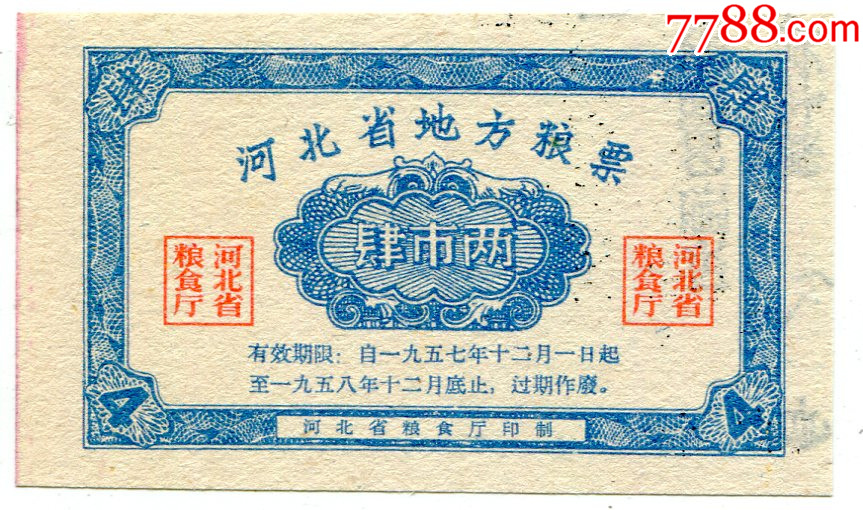 7788.com
肆
肆
河北省地方粮票
肆市两
河北省
粮食厅
河北省
粮食厅
有效期限：自一九五七年十二月一日起
至一九五八年十二月底止，过期作廢。
4
4
河北省粮食厅印制